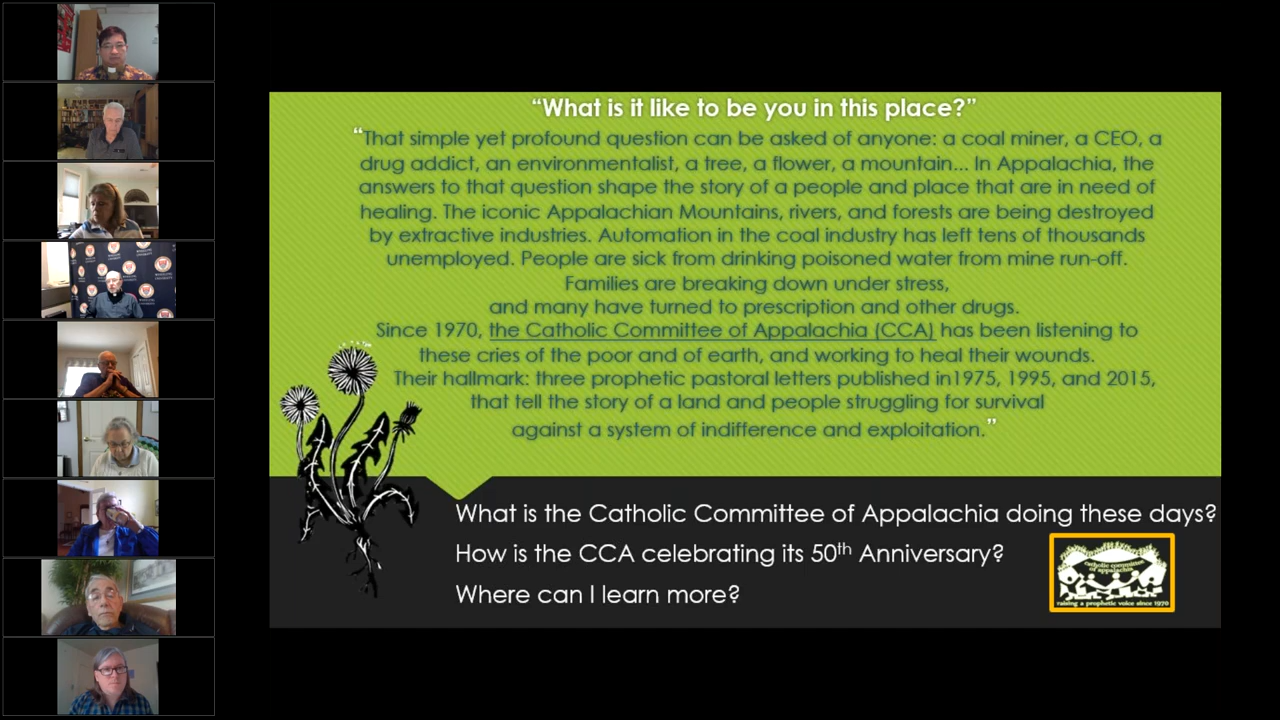 “What is it like to be you in this place?”
“That simple yet profound question can be asked of anyone: a coal miner, a CEO, a
drug addict, an environmentalist, a tree, a flower, a mountain... In Appalachia, the
answers to that question shape the story of a people and place that are in need of
healing. The iconic Appalachian Mountains, rivers, and forests are being destroyed
by extractive industries. Automation in the coal industry has left tens of thousands
unemployed. People are sick from drinking poisoned water from mine run-off.
Families are breaking down under stress,
and many have turned to prescription and other drugs.
Since 1970, the Catholic Committee of Appalachia (CCA) has been listening to
these cries of the poor and of earth, and working to heal their wounds.
Their hallmark: three prophetic pastoral letters published in1975, 1995, and 2015,
that tell the story of a land and people struggling for survival
against a system of indifference and exploitation.”
What is the Catholic Committee of Appalachia doing these days?
How is the CCA celebrating its 50th Anniversary?
Where can I learn more?
catholic committee
of appalachia
raising a prophetic voice since 1970